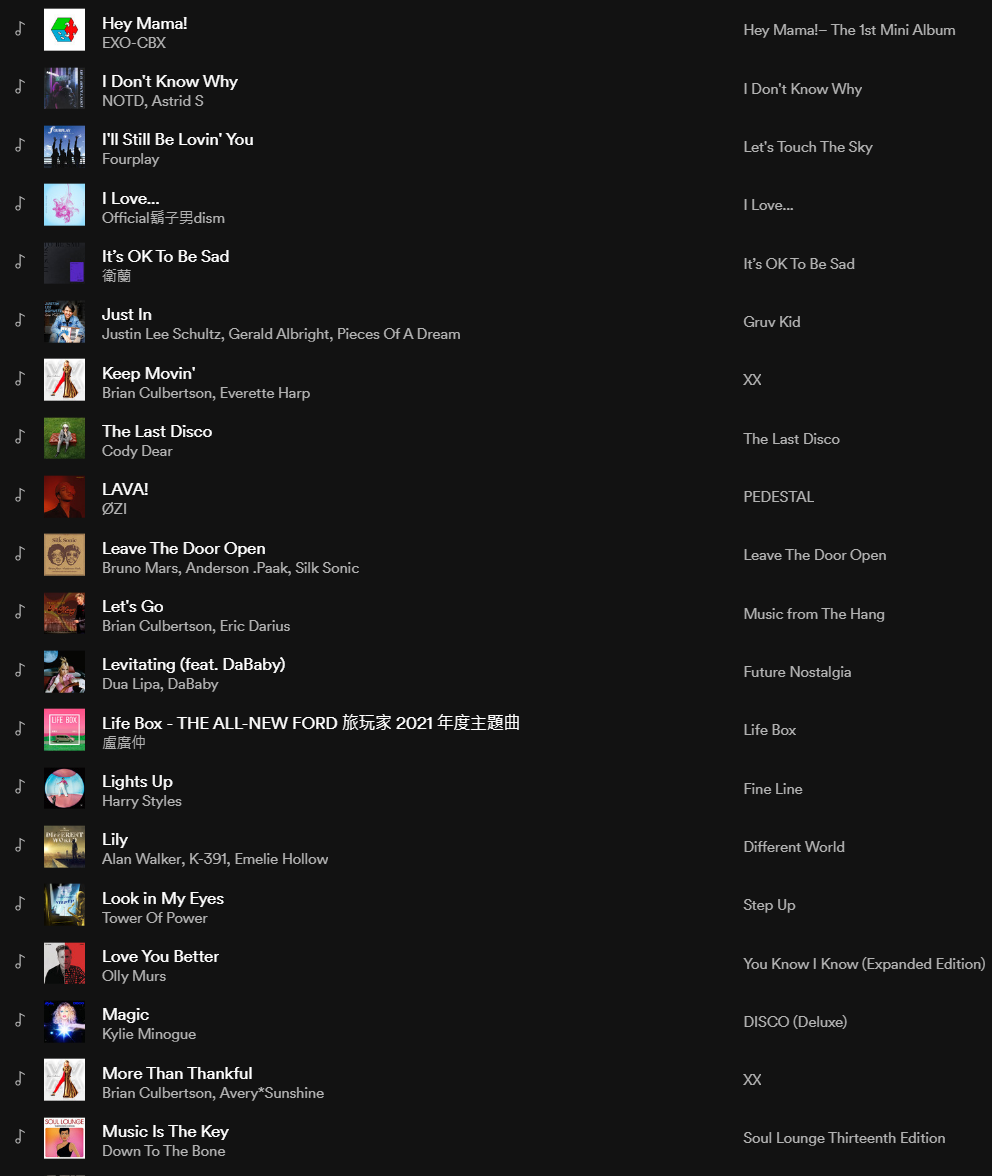 Hey Mama!
EXO-CBX
Hey Mama!– The 1st Mini Album
I Don't Know Why
NOTD, Astrid S
I Don't Know Why
I'll Still Be Lovin' You
Fourplay
Let's Touch The Sky
I Love...
Official髭子男dism
I Love...
It's OK To Be Sad
衛蘭
It's OK To Be Sad
Just In
Justin Lee Schultz, Gerald Albright, Pieces Of A Dream
Gruv Kid
Keep Movin'
Brian Culbertson, Everette Harp
XX
The Last Disco
Cody Dear
The Last Disco
LAVA!
ØZI
PEDESTAL
Silk Sonic
Leave The Door Open
Bruno Mars, Anderson .Paak, Silk Sonic
Leave The Door Open
Let's Go
Brian Culbertson, Eric Darius
Music from The Hang
Levitating (feat. DaBaby)
Dua Lipa, DaBaby
Future Nostalgia
LIFE BOX
Life Box - THE ALL-NEW FORD 旅玩家 2021 年度主題曲
盧廣仲
Life Box
Lights Up
Harry Styles
Fine Line
DIFFERENT
WORLD
Lily
Alan Walker, K-391, Emelie Hollow
Different World
Look in My Eyes
Tower Of Power
Step Up
Love You Better
Olly Murs
You Know I Know (Expanded Edition)
Magic
Kylie Minogue
DISCO (Deluxe)
More Than Thankful
Brian Culbertson, Avery*Sunshine
XX
SOUL LOUNGE
Music Is The Key
Down To The Bone
Soul Lounge Thirteenth Edition